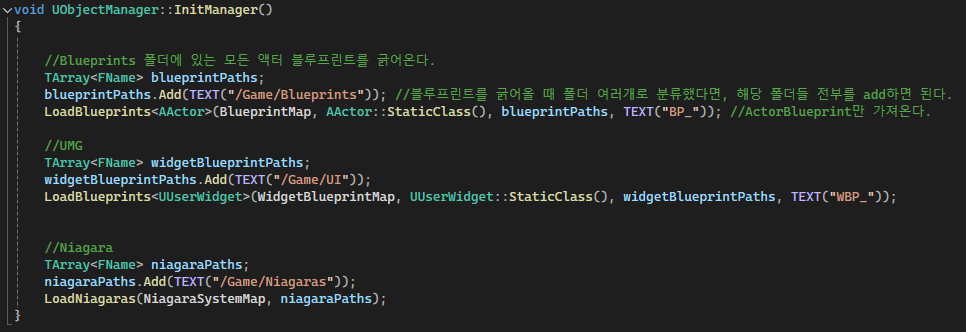 void UObjectManager::InitManager()
{
//Blueprints 폴더에 있는 모든 액터 블루프린트를 긁어온다.
TArray<FName> blueprintPaths;
blueprintPaths.Add(TEXT("/Game/Blueprints")); //블루프린트를 긁어올 때 폴더 여러개로 분류했다면, 해당 폴더들 전부를 add하면 된다.
LoadBlueprints<AActor>(BlueprintMap, AActor::StaticClass(), blueprintPaths, TEXT("BP_")); //ActorBlueprint만 가져온다.
//UMG
TArray<FName> widgetBlueprintPaths;
widgetBlueprintPaths.Add(TEXT("/Game/UI"));
LoadBlueprints<UUserWidget>(WidgetBlueprintMap, UUserWidget::StaticClass(), widgetBlueprintPaths, TEXT("WBP_"));
//Niagara
TArray<FName> niagaraPaths;
niagaraPaths.Add(TEXT("/Game/Niagaras"));
LoadNiagaras(NiagaraSystemMap, niagaraPaths);
}